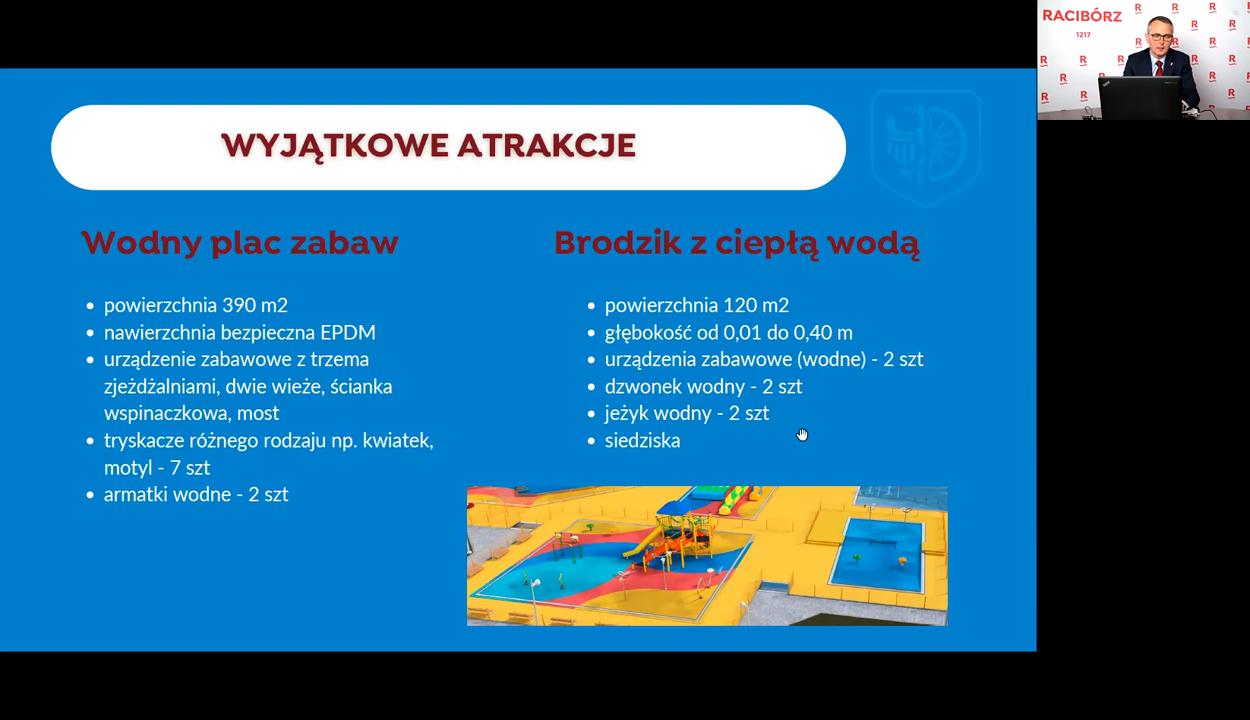 RACIBÓRZ
1217
WYJĄTKOWE ATRAKCJE
Wodny plac zabaw
powierzchnia 390 m2
nawierzchnia bezpieczna EPDM
urządzenie zabawowe z trzema
zjeżdżalniami, dwie wieże, ścianka
wspinaczkowa, most
tryskacze różnego rodzaju np. kwiatek,
motyl - 7 szt
armatki wodne - 2 szt
Brodzik z ciepłą wodą
powierzchnia 120 m2
głębokość od 0,01 do 0,40 m
urządzenia zabawowe (wodne) - 2 szt
dzwonek wodny - 2 szt
jeżyk wodny - 2 szt
siedziska